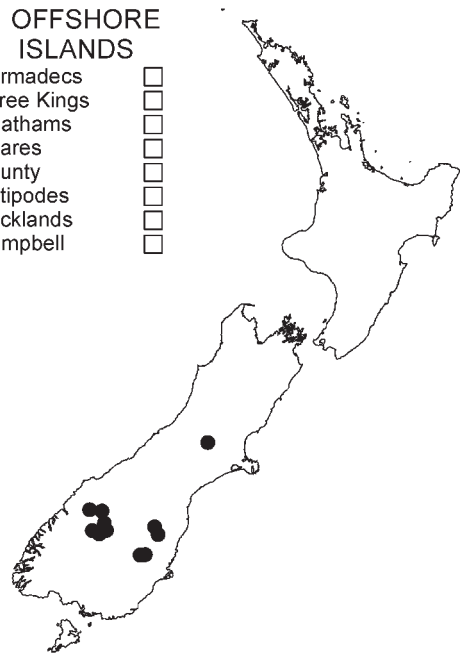 OFFSHORE
ISLANDS
rmadecs
ree Kings
athams
ares
unty
tipodes
cklands
mpbell